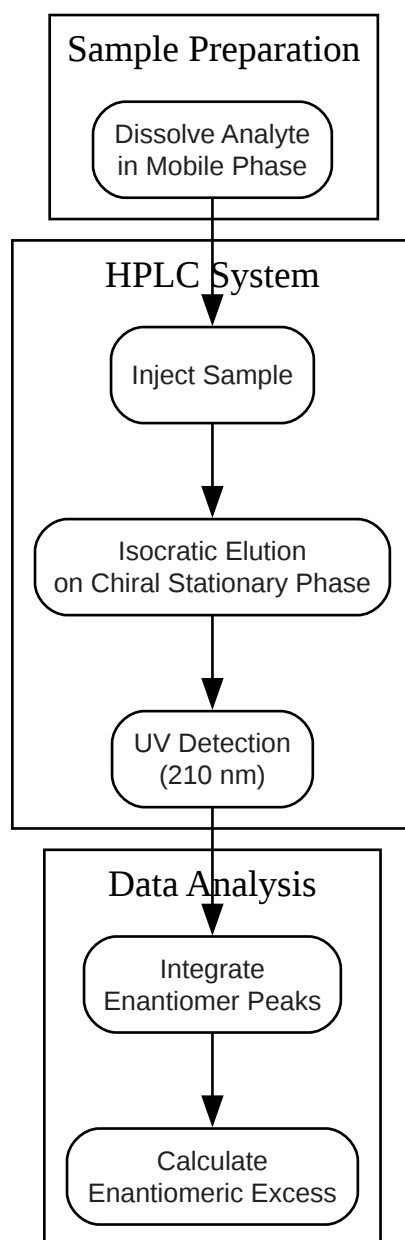 Sample Preparation
Dissolve Analyte
in Mobile Phase
HPLC System
Inject Sample
Isocratic Elution
on Chiral Stationary Phase
UV Detection
(210 nm)
Data Analysis
Integrate
Enantiomer Peaks
Calculate
Enantiomeric Excess